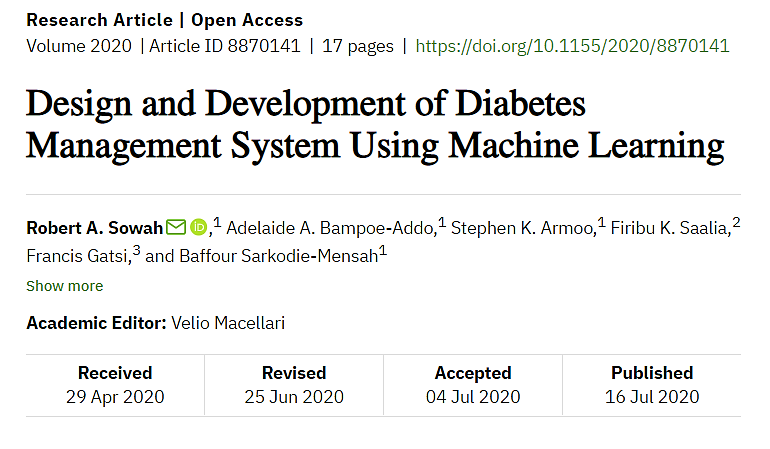 Research Article | Open Access
Volume 2020 | Article ID 8870141 | 17 pages | https://doi.org/10.1155/2020/8870141
Design and Development of Diabetes
Management System Using Machine Learning
Robert A. Sowah iD,1 Adelaide A. Bampoe-Addo,1 Stephen K. Armoo,1 Firibu K. Saalia,2
Francis Gatsi,3 and Baffour Sarkodie-Mensah1
Show more
Academic Editor: Velio Macellari
Received Revised Accepted Published
29 Apr 2020 25 Jun 2020 04 Jul 2020 16 Jul 2020